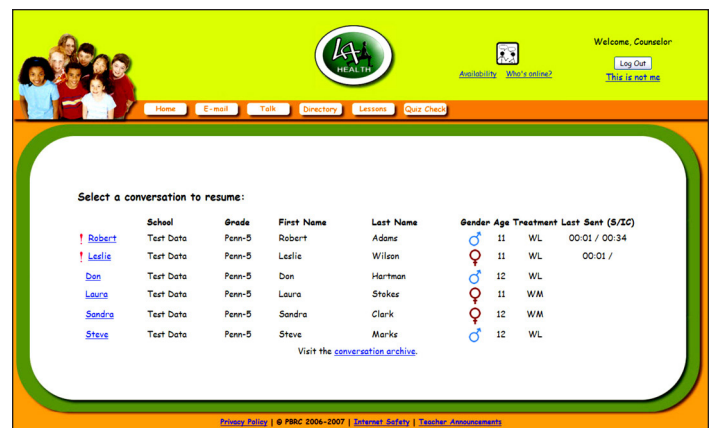 LA
HEALTH
Welcome, Counselor
Log Out
This is not me
Availability Who's online?
Home E-mail Talk Directory Lessons Quiz Check
Select a conversation to resume:
School Grade First Name Last Name Gender Age Treatment Last Sent (S/IC)
! Robert Test Data Penn-5 Robert Adams 11 WL 00:01 / 00:34
! Leslie Test Data Penn-5 Leslie Wilson 11 WL 00:01 /
Don Test Data Penn-5 Don Hartman 12 WL
Laura Test Data Penn-5 Laura Stokes 11 WM
Sandra Test Data Penn-5 Sandra Clark 12 WM
Steve Test Data Penn-5 Steve Marks 12 WL
Visit the conversation archive.
Privacy Policy | © PBRC 2006-2007 | Internet Safety | Teacher Announcements